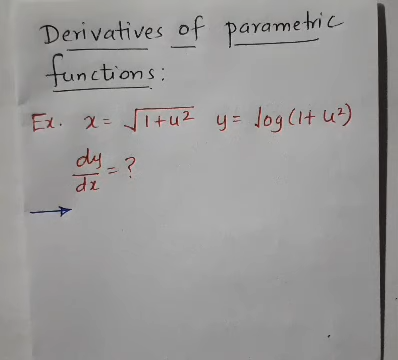 Derivatives of parametric
functions:
Ex. x = √(1+u²)  y = log(1+u²)
dy/dx = ?